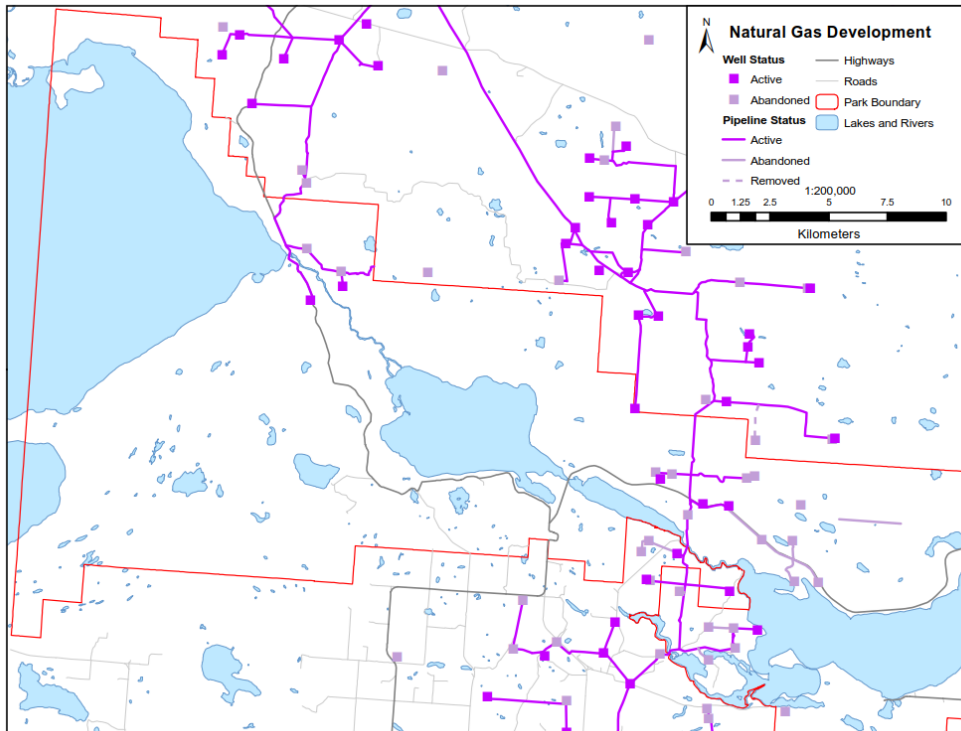 N
Natural Gas Development
Well Status
Active
Abandoned
Pipeline Status
Active
Abandoned
Removed
Highways
Roads
Park Boundary
Lakes and Rivers
1:200,000
0 1.25 2.5 5 7.5 10
Kilometers